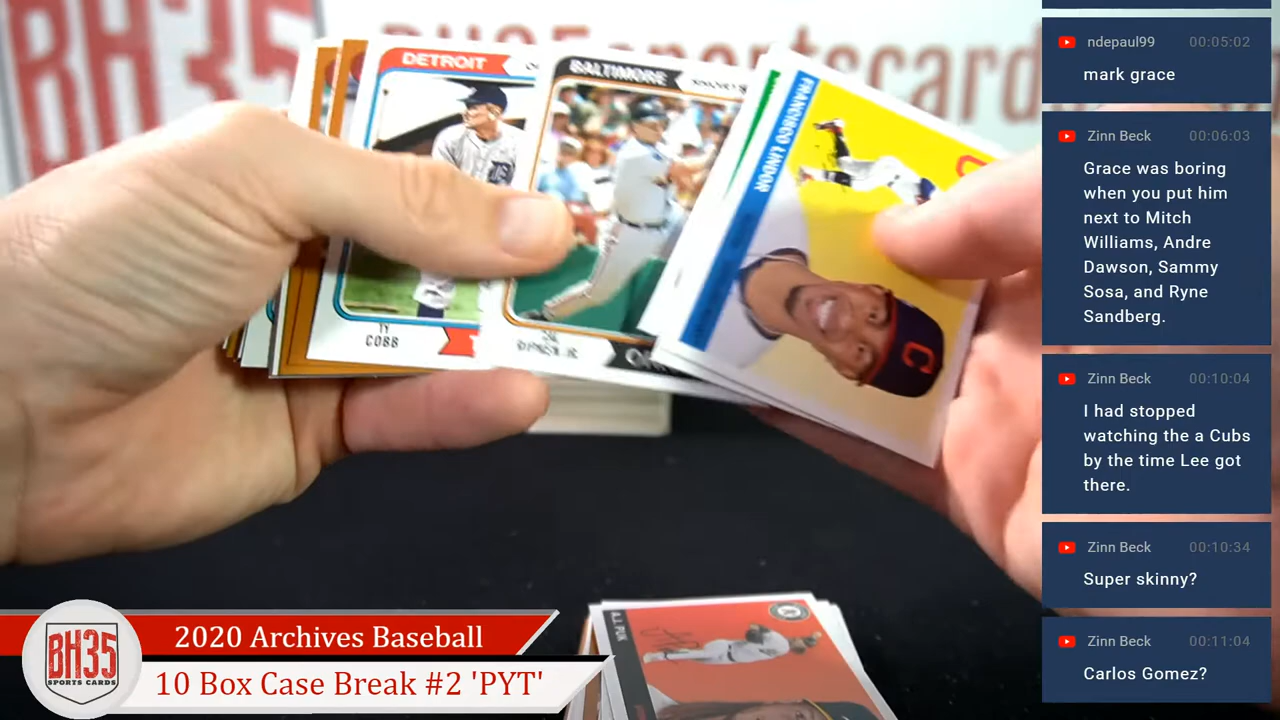 BH35
sportscards
DETROIT
BALTIMORE
TY
COBB
FRANCISCO LINDOR
C
A.J. PUK
BH35
SPORTS CARDS
2020 Archives Baseball
10 Box Case Break #2 'PYT'
ndepaul99 00:05:02
mark grace
Zinn Beck 00:06:03
Grace was boring
when you put him
next to Mitch
Williams, Andre
Dawson, Sammy
Sosa, and Ryne
Sandberg.
Zinn Beck 00:10:04
I had stopped
watching the a Cubs
by the time Lee got
there.
Zinn Beck 00:10:34
Super skinny?
Zinn Beck 00:11:04
Carlos Gomez?